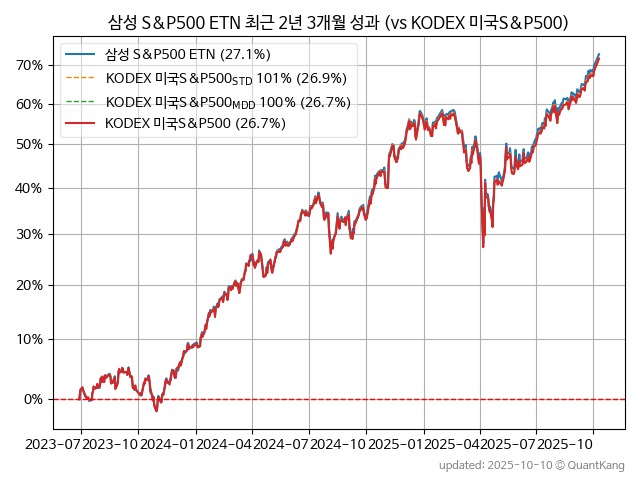 삼성 S&P500 ETN 최근 2년 3개월 성과 (vs KODEX 미국S&P500)
삼성 S&P500 ETN (27.1%)
KODEX 미국S&P500STD 101% (26.9%)
KODEX 미국S&P500MDD 100% (26.7%)
KODEX 미국S&P500 (26.7%)
70%
60%
50%
40%
30%
20%
10%
0%
2023-07 2023-10 2024-01 2024-04 2024-07 2024-10 2025-01 2025-04 2025-07 2025-10
updated: 2025-10-10 © QuantKang